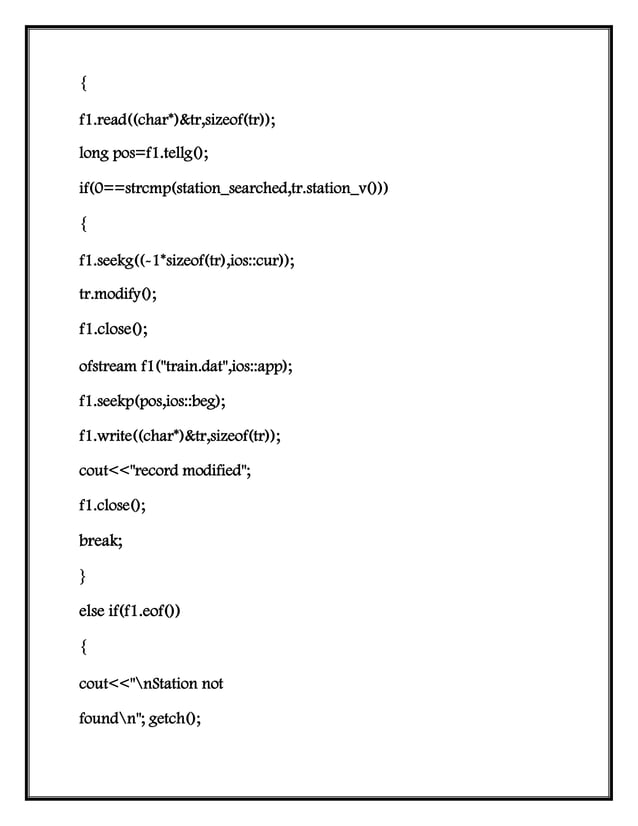 {
f1.read((char*)&tr,sizeof(tr));
long pos=f1.tellg();
if(0==strcmp(station_searched,tr.station_v()))
{
f1.seekg((-1*sizeof(tr),ios::cur));
tr.modify();
f1.close();
ofstream f1("train.dat",ios::app);
f1.seekp(pos,ios::beg);
f1.write((char*)&tr,sizeof(tr));
cout<<"record modified";
f1.close();
break;
}
else if(f1.eof())
{
cout<<"\nStation not
found\n"; getch();